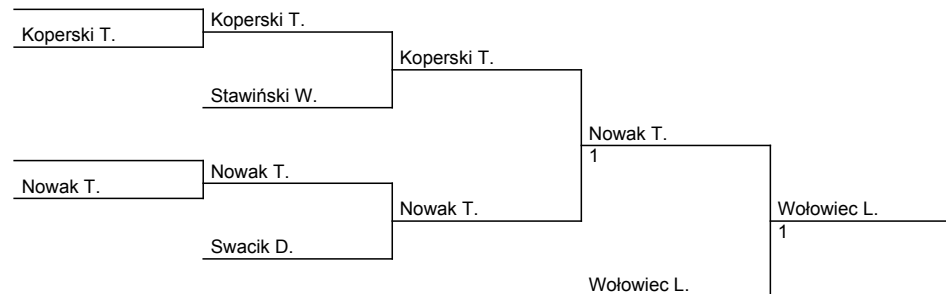 Koperski T.
Koperski T.
Koperski T.
Stawiński W.
Nowak T.
1
Nowak T.
Nowak T.
Nowak T.
Wołowiec L.
1
Swacik D.
Wołowiec L.